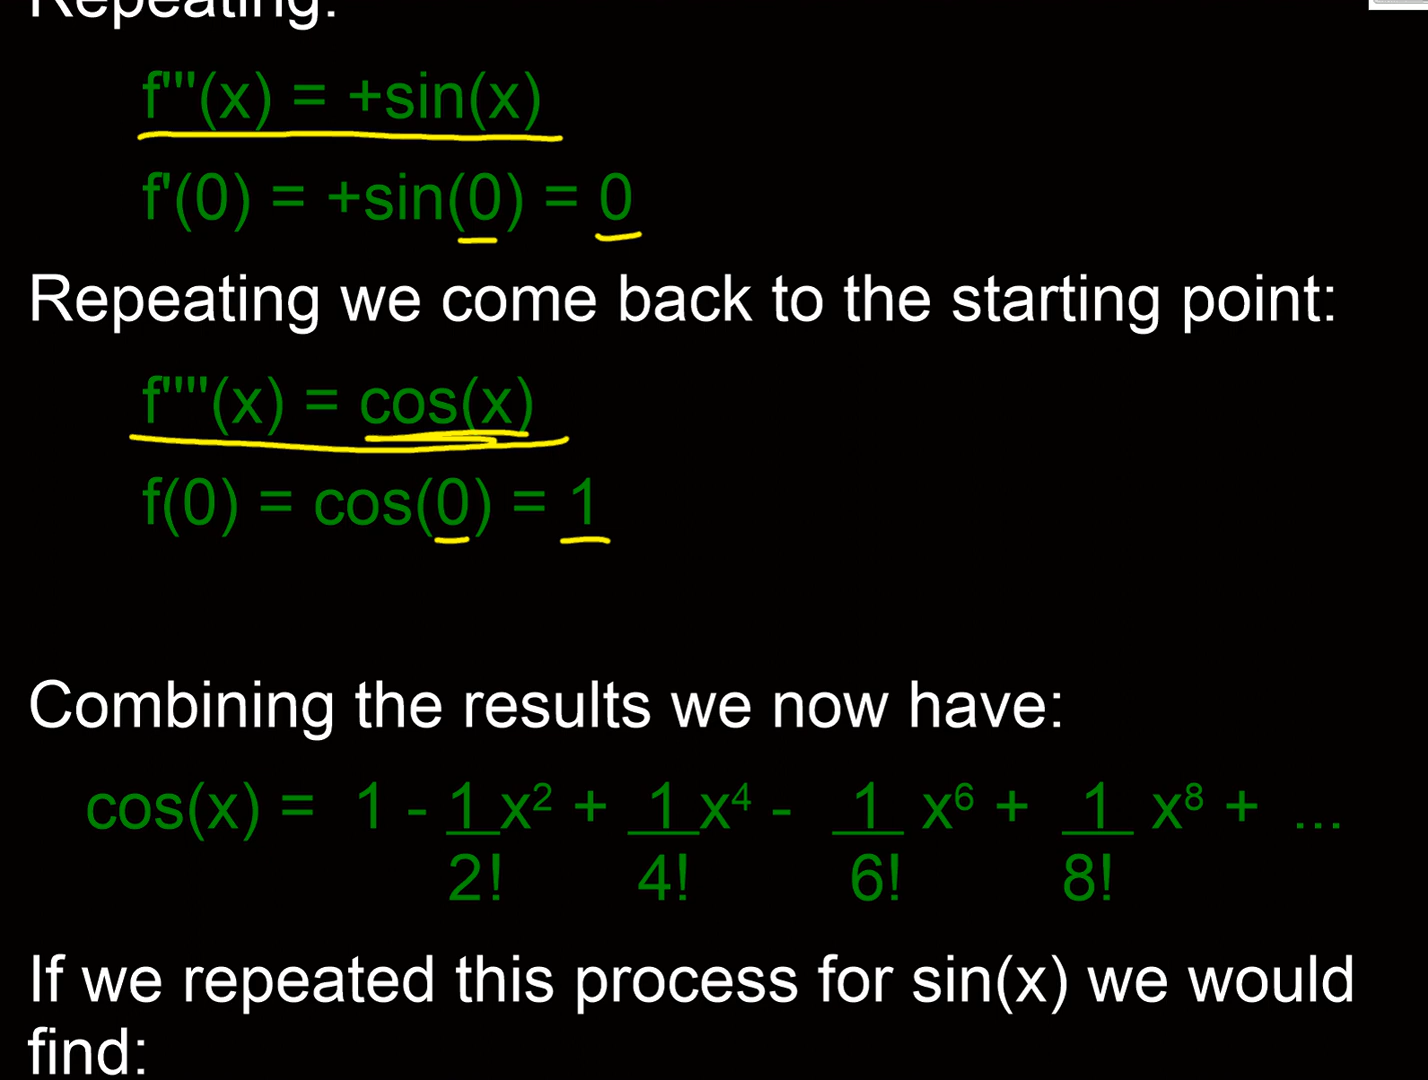 Repeating:
f'''(x) = +sin(x)
f'(0) = +sin(0) = 0
Repeating we come back to the starting point:
f''''(x) = cos(x)
f(0) = cos(0) = 1
Combining the results we now have:
cos(x) = 1 - 1 x² + 1 x⁴ - 1 x⁶ + 1 x⁸ + ...
2! 4! 6! 8!
If we repeated this process for sin(x) we would
find: